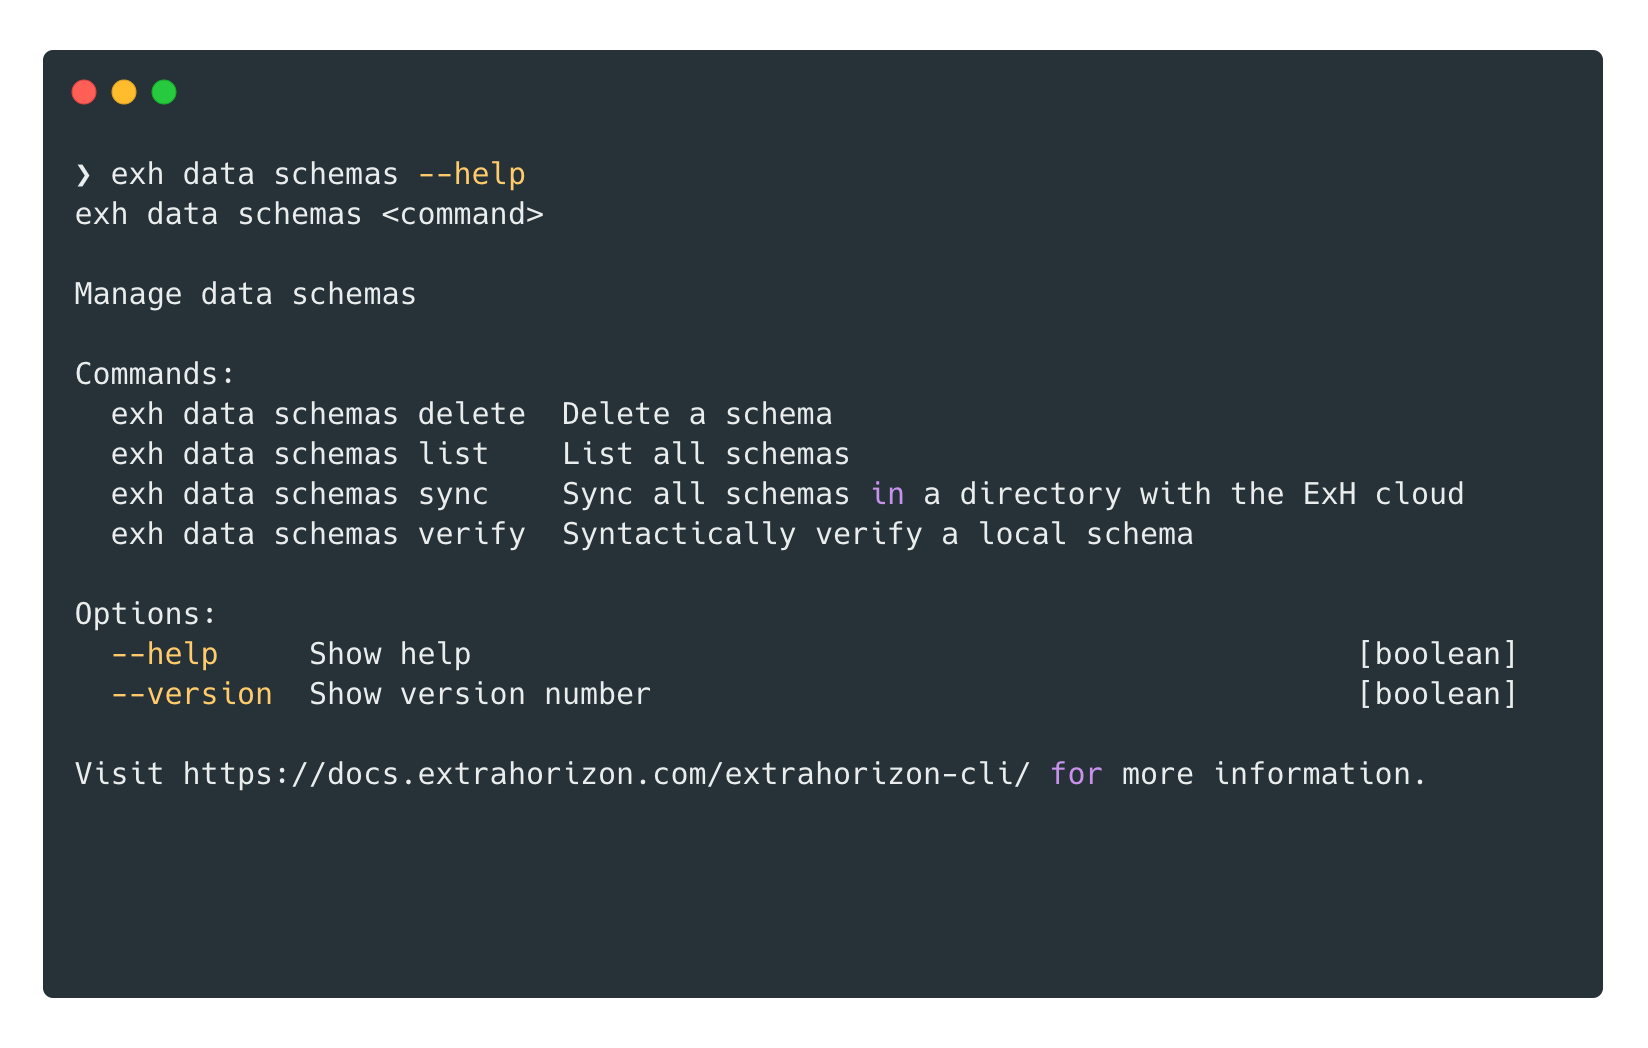 ❯ exh data schemas --help
exh data schemas <command>
Manage data schemas
Commands:
  exh data schemas delete  Delete a schema
  exh data schemas list    List all schemas
  exh data schemas sync    Sync all schemas in a directory with the ExH cloud
  exh data schemas verify  Syntactically verify a local schema
Options:
  --help     Show help                                                 [boolean]
  --version  Show version number                                       [boolean]
Visit https://docs.extrahorizon.com/extrahorizon-cli/ for more information.